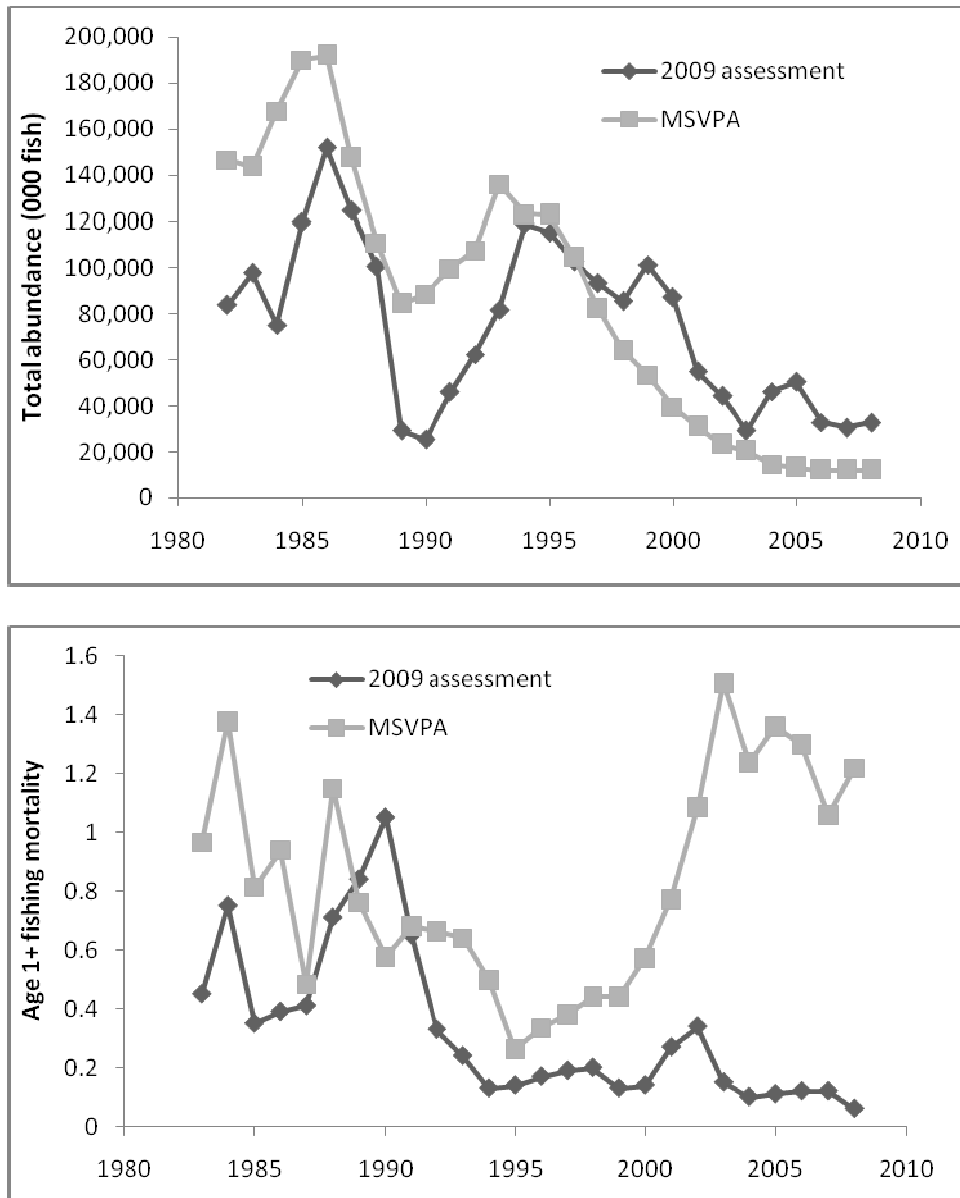 200,000
180,000
160,000
140,000
120,000
100,000
80,000
60,000
40,000
20,000
0
Total abundance (000 fish)
2009 assessment
MSVPA
1980 1985 1990 1995 2000 2005 2010
1.6
1.4
1.2
1
0.8
0.6
0.4
0.2
0
Age 1+ fishing mortality
2009 assessment
MSVPA
1980 1985 1990 1995 2000 2005 2010